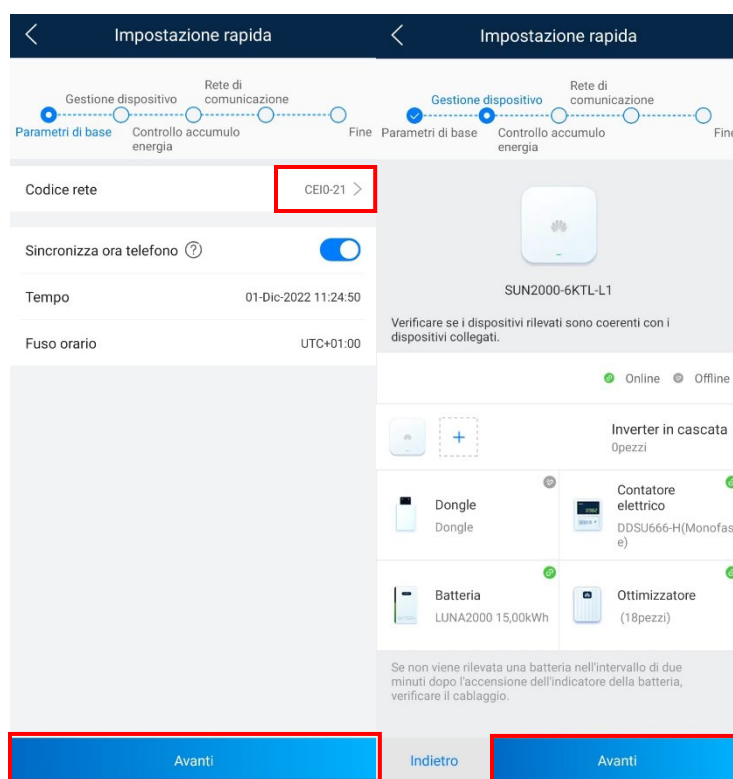 Impostazione rapida
Gestione dispositivo
Rete di
comunicazione
Parametri di base
Controllo accumulo
energia
Fine
Codice rete
CEI0-21
Sincronizza ora telefono
Tempo
01-Dic-2022 11:24:50
Fuso orario
UTC+01:00
Avanti
Impostazione rapida
Gestione dispositivo
Rete di
comunicazione
Parametri di base
Controllo accumulo
energia
Fine
SUN2000-6KTL-L1
Verificare se i dispositivi rilevati sono coerenti con i
dispositivi collegati.
Online
Offline
Inverter in cascata
0pezzi
Dongle
Dongle
Contatore
elettrico
DDSU666-H(Monofas
e)
Batteria
LUNA2000 15,00kWh
Ottimizzatore
(18pezzi)
Se non viene rilevata una batteria nell'intervallo di due
minuti dopo l'accensione dell'indicatore della batteria,
verificare il cablaggio.
Indietro
Avanti